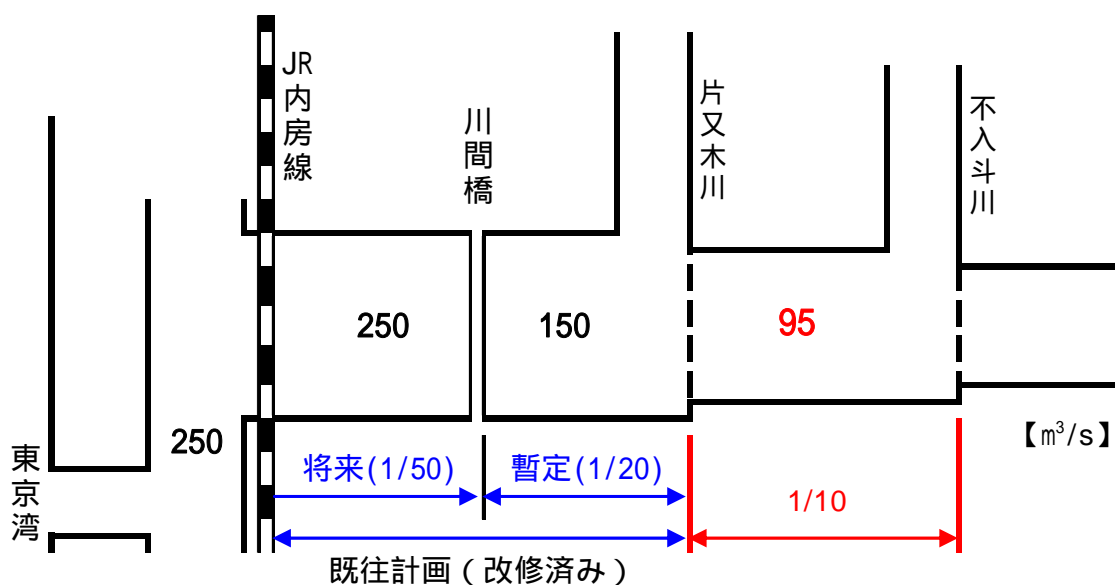 JR内房線
川間橋
片又木川
不入斗川
250
150
95
250
【m³/s】
東京湾
将来(1/50)
暫定(1/20)
1/10
既往計画(改修済み)